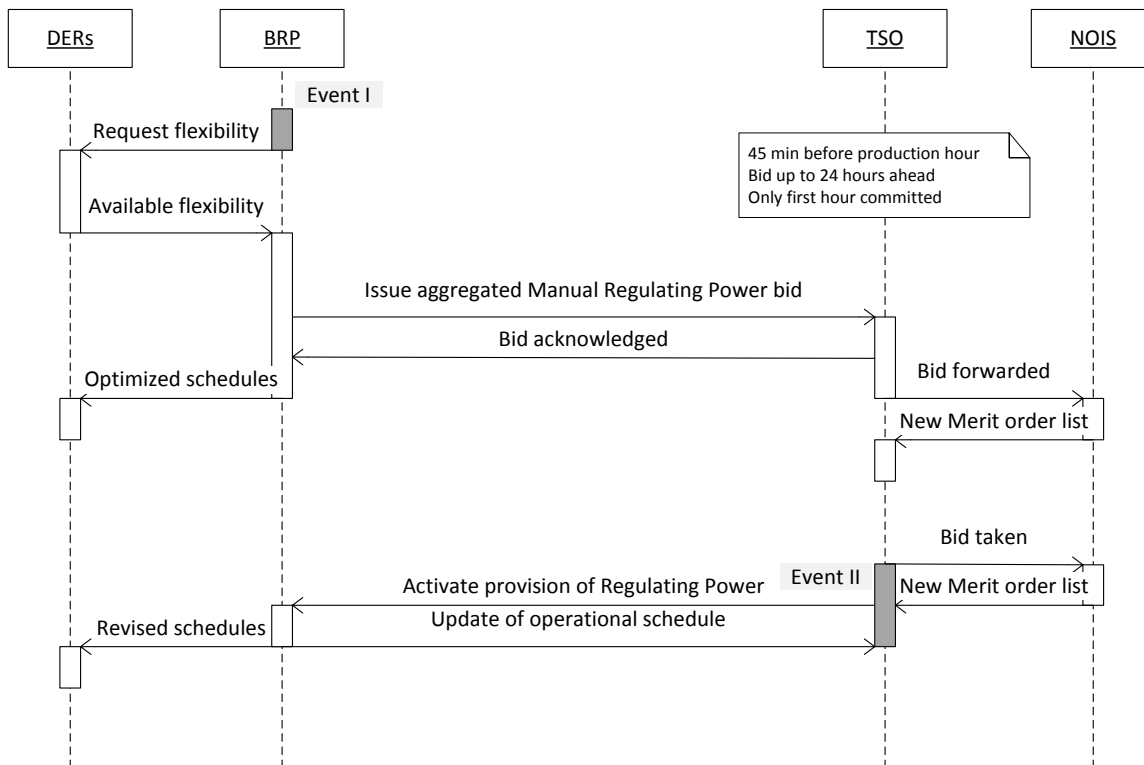 DERs
BRP
TSO
NOIS
Event I
Request flexibility
45 min before production hour
Bid up to 24 hours ahead
Only first hour committed
Available flexibility
Issue aggregated Manual Regulating Power bid
Bid acknowledged
Optimized schedules
Bid forwarded
New Merit order list
Bid taken
Event II
Activate provision of Regulating Power
New Merit order list
Revised schedules
Update of operational schedule